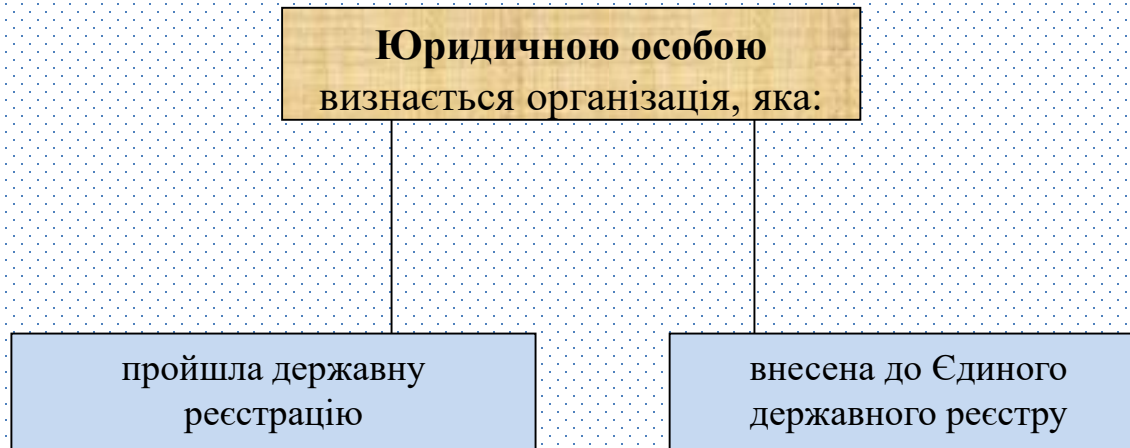 Юридичною особою
визнається організація, яка:
пройшла державну
реєстрацію
внесена до Єдиного
державного реєстру